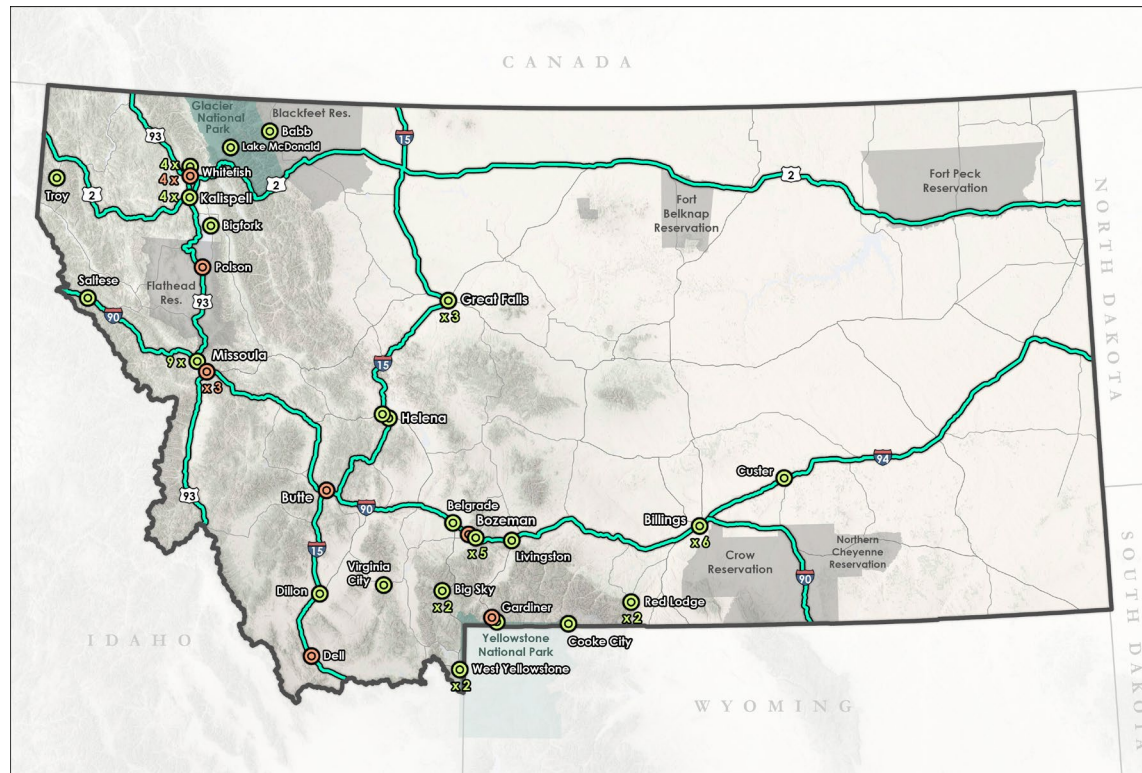 CANADA
Glacier
National
Park
Blackfeet Res.
93
15
Babb
Lake McDonald
4 x
Whitefish
4 x
2
2
Fort Peck
Reservation
Troy
2
4 x
Kalispell
Fort
Belknap
Reservation
Bigfork
NORTH DAKOTA
Polson
Saltese
Flathead
Res.
93
Great Falls
x 3
90
Missoula
9 x
x 3
15
Helena
94
Custer
Butte
93
90
Belgrade
Bozeman
x 5
Billings
x 6
Livingston
15
Crow
Reservation
Northern
Cheyenne
Reservation
90
SOUTH DAKOTA
Virginia
City
Dillon
Big Sky
x 2
Red Lodge
x 2
Gardiner
Cooke City
IDAHO
Yellowstone
National Park
Dell
West Yellowstone
x 2
WYOMING